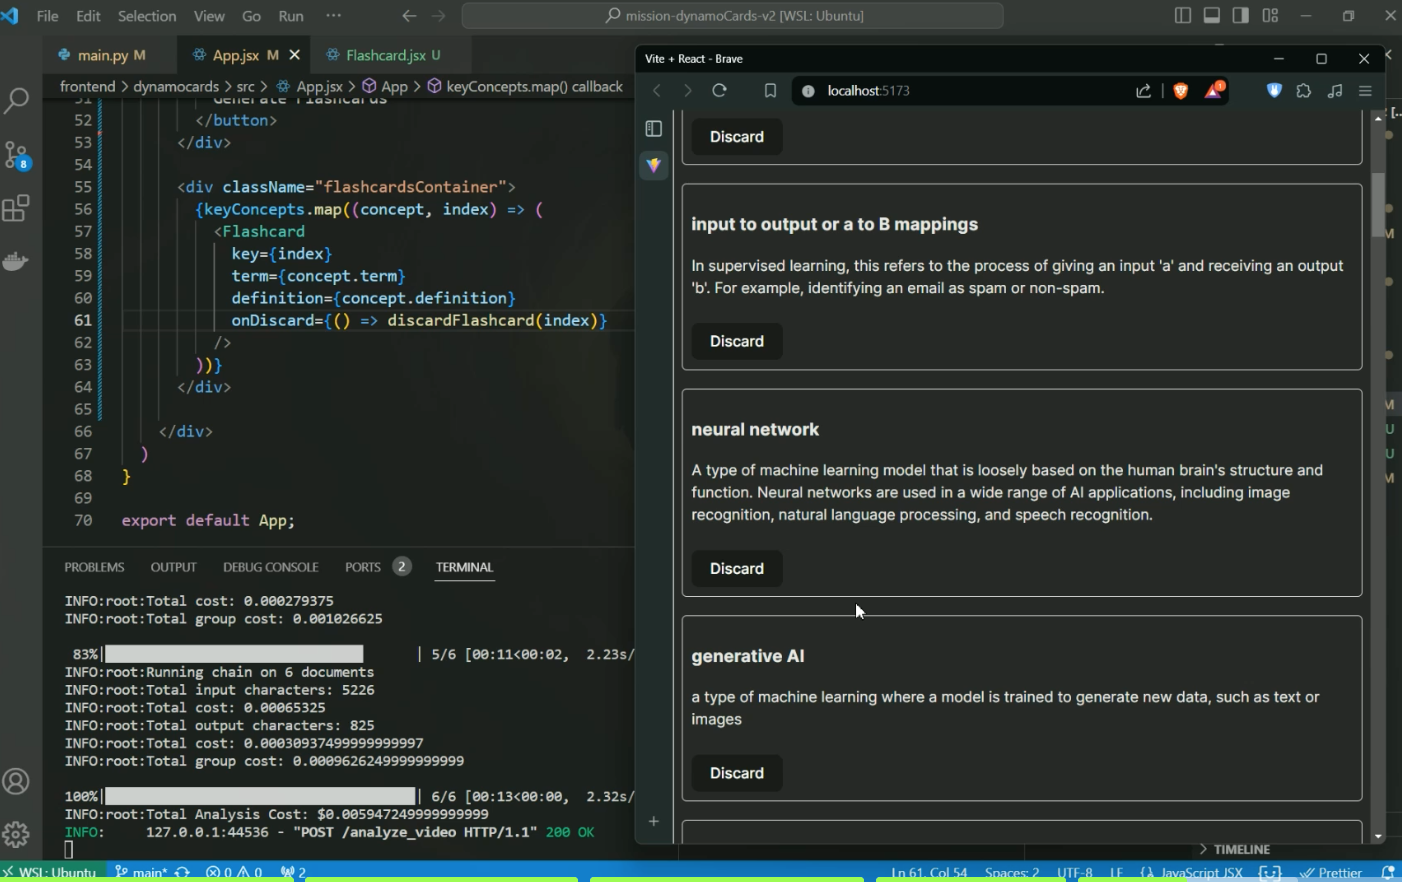 File Edit Selection View Go Run ···
mission-dynamoCards-v2 [WSL: Ubuntu]
main.py M
App.jsx M
Flashcard.jsx U
frontend > dynamocards > src > App.jsx > App > keyConcepts.map() callback
51 Generate Flashcards
52 </button>
53 </div>
54
55 <div className="flashcardsContainer">
56 {keyConcepts.map((concept, index) => (
57 <Flashcard
58 key={index}
59 term={concept.term}
60 definition={concept.definition}
61 onDiscard={() => discardFlashcard(index)}
62 />
63 ))}
64 </div>
65
66 </div>
67 )
68 }
69
70 export default App;
8
PROBLEMS OUTPUT DEBUG CONSOLE PORTS 2 TERMINAL
INFO:root:Total cost: 0.000279375
INFO:root:Total group cost: 0.001026625
83%| | 5/6 [00:11<00:02, 2.23s/
INFO:root:Running chain on 6 documents
INFO:root:Total input characters: 5226
INFO:root:Total cost: 0.00065325
INFO:root:Total output characters: 825
INFO:root:Total cost: 0.00030937499999999997
INFO:root:Total group cost: 0.0009626249999999999
100%| | 6/6 [00:13<00:00, 2.32s/
INFO:root:Total Analysis Cost: $0.005947249999999999
INFO: 127.0.0.1:44536 - "POST /analyze_video HTTP/1.1" 200 OK
Vite + React - Brave
localhost:5173
1
Discard
input to output or a to B mappings
In supervised learning, this refers to the process of giving an input 'a' and receiving an output
'b'. For example, identifying an email as spam or non-spam.
Discard
neural network
A type of machine learning model that is loosely based on the human brain's structure and
function. Neural networks are used in a wide range of AI applications, including image
recognition, natural language processing, and speech recognition.
Discard
generative AI
a type of machine learning where a model is trained to generate new data, such as text or
images
Discard
[..
M
M
U
U
M
> TIMELINE
WSL: Ubuntu main* 0 0 2
Ln 61, Col 54 Spaces: 2 UTF-8 LF JavaScript JSX Prettier